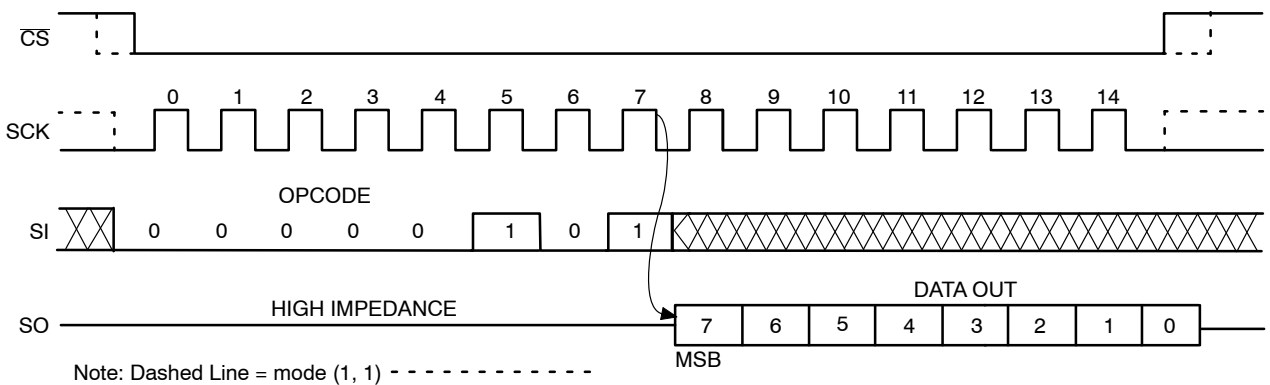 CS
0 1 2 3 4 5 6 7 8 9 10 11 12 13 14
SCK
OPCODE
SI 0 0 0 0 0 1 0 1
HIGH IMPEDANCE
DATA OUT
SO 7 6 5 4 3 2 1 0
MSB
Note: Dashed Line = mode (1, 1)